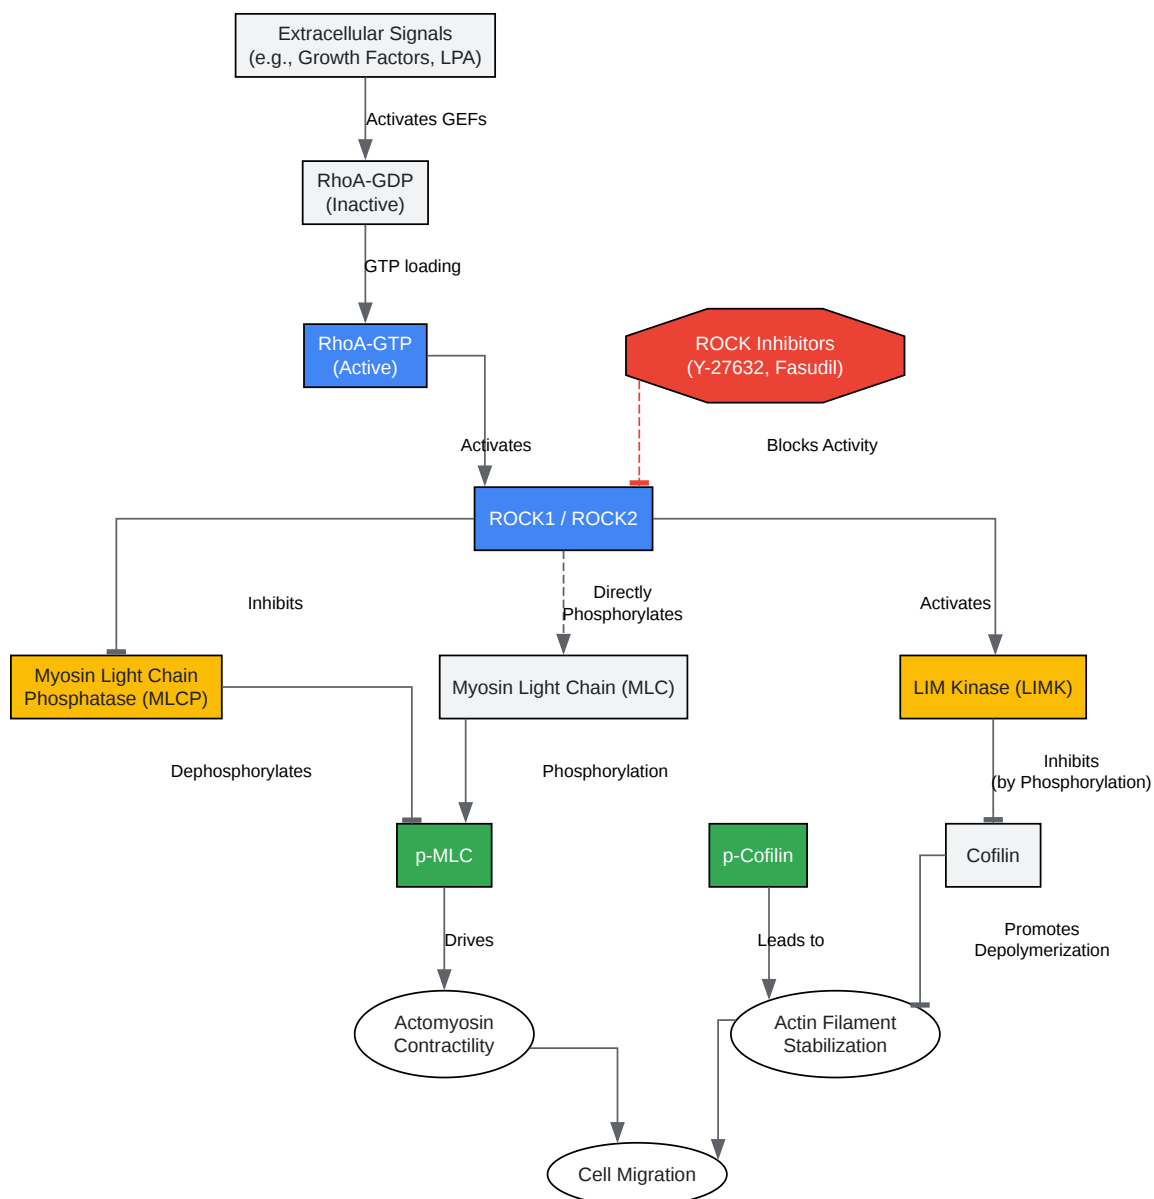 Extracellular Signals
(e.g., Growth Factors, LPA)
Activates GEFs
RhoA-GDP
(Inactive)
GTP loading
RhoA-GTP
(Active)
ROCK Inhibitors
(Y-27632, Fasudil)
Activates
Blocks Activity
ROCK1 / ROCK2
Inhibits
Directly
Phosphorylates
Activates
Myosin Light Chain
Phosphatase (MLCP)
Myosin Light Chain (MLC)
LIM Kinase (LIMK)
Dephosphorylates
Phosphorylation
Inhibits
(by Phosphorylation)
p-MLC
p-Cofilin
Cofilin
Drives
Leads to
Promotes
Depolymerization
Actomyosin
Contractility
Actin Filament
Stabilization
Cell Migration